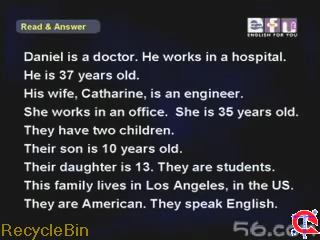 Read & Answer
efy
ENGLISH FOR YOU
Daniel is a doctor. He works in a hospital.
He is 37 years old.
His wife, Catharine, is an engineer.
She works in an office. She is 35 years old.
They have two children.
Their son is 10 years old.
Their daughter is 13. They are students.
This family lives in Los Angeles, in the US.
They are American. They speak English.
56.co
RecycleBin